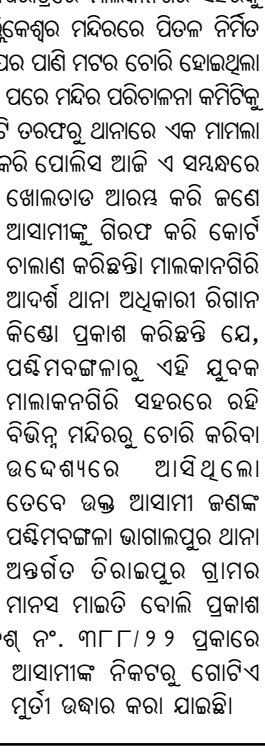 ମନ୍ଦିରରେ ପିତଳ ନିର୍ମିତ
ପାଣି ମଟର ଚୋରି ହୋଇଥିଲା
ପରେ ମନ୍ଦିର ପରିଚାଳନା କମିଟିକୁ
ତରଫରୁ ଥାନାରେ ଏକ ମାମଲା
କରି ପୋଲିସ ଆଜି ଏ ସମ୍ବନ୍ଧରେ
ଖୋଲତାଡ ଆରମ୍ଭ କରି ଜଣେ
ଆସାମୀଙ୍କୁ ଗିରଫ କରି କୋର୍ଟ
ଚାଲାଣ କରିଛନ୍ତି। ମାଲକାନଗିରି
ଆଦର୍ଶ ଥାନା ଅଧିକାରୀ ରିଗାନ
କିଣ୍ଡୋ ପ୍ରକାଶ କରିଛନ୍ତି ଯେ,
ପଶ୍ଚିମବଙ୍ଗଳାରୁ ଏହି ଯୁବକ
ମାଲାକନଗିରି ସହରରେ ରହି
ବିଭିନ୍ନ ମନ୍ଦିରରୁ ଚୋରି କରିବା
ଉଦ୍ଦେଶ୍ୟରେ ଆସିଥିଲେ।
ତେବେ ଉକ୍ତ ଆସାମୀ ଜଣଙ୍କ
ପଶ୍ଚିମବଙ୍ଗଳା ଭାଗାଲପୁର ଥାନା
ଅନ୍ତର୍ଗତ ତିରାଇପୁର ଗ୍ରାମର
ମାନସ ମାଇତି ବୋଲି ପ୍ରକାଶ
ନଂ. ୩୮୮/୨୨ ପ୍ରକାରେ
ଆସାମୀଙ୍କ ନିକଟରୁ ଗୋଟିଏ
ମୁର୍ତୀ ଉଦ୍ଧାର କରା ଯାଇଛି।